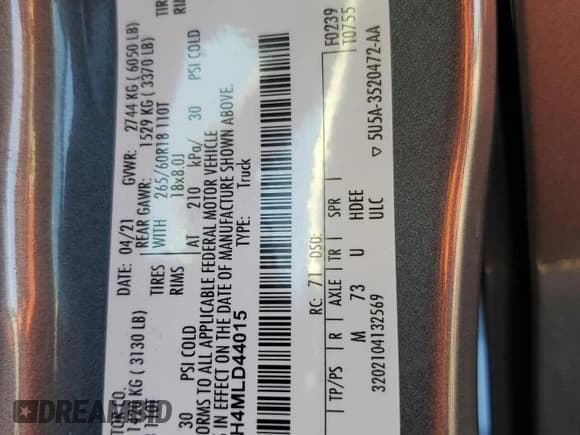 TOR CO.
DATE: 04/21 GVWR: 2744 KG ( 6050 LB)
1420 KG ( 3130 LB) REAR GAWR: 1529 KG ( 3370 LB)
110T TIRES WITH 265/60R18 110T
RIMS 18x8.0J
30 PSI COLD AT 210 kPa/ 30 PSI COLD
ORMS TO ALL APPLICABLE FEDERAL MOTOR VEHICLE
IN EFFECT ON THE DATE OF MANUFACTURE SHOWN ABOVE.
H4MLD44015 TYPE: Truck
F0239
T0755
RC: 71 DSO:
TP/PS R AXLE TR SPR
M 73 U HDEE
3202104132569 ULC
▽ 5U5A-3520472-AA
DREAMBID